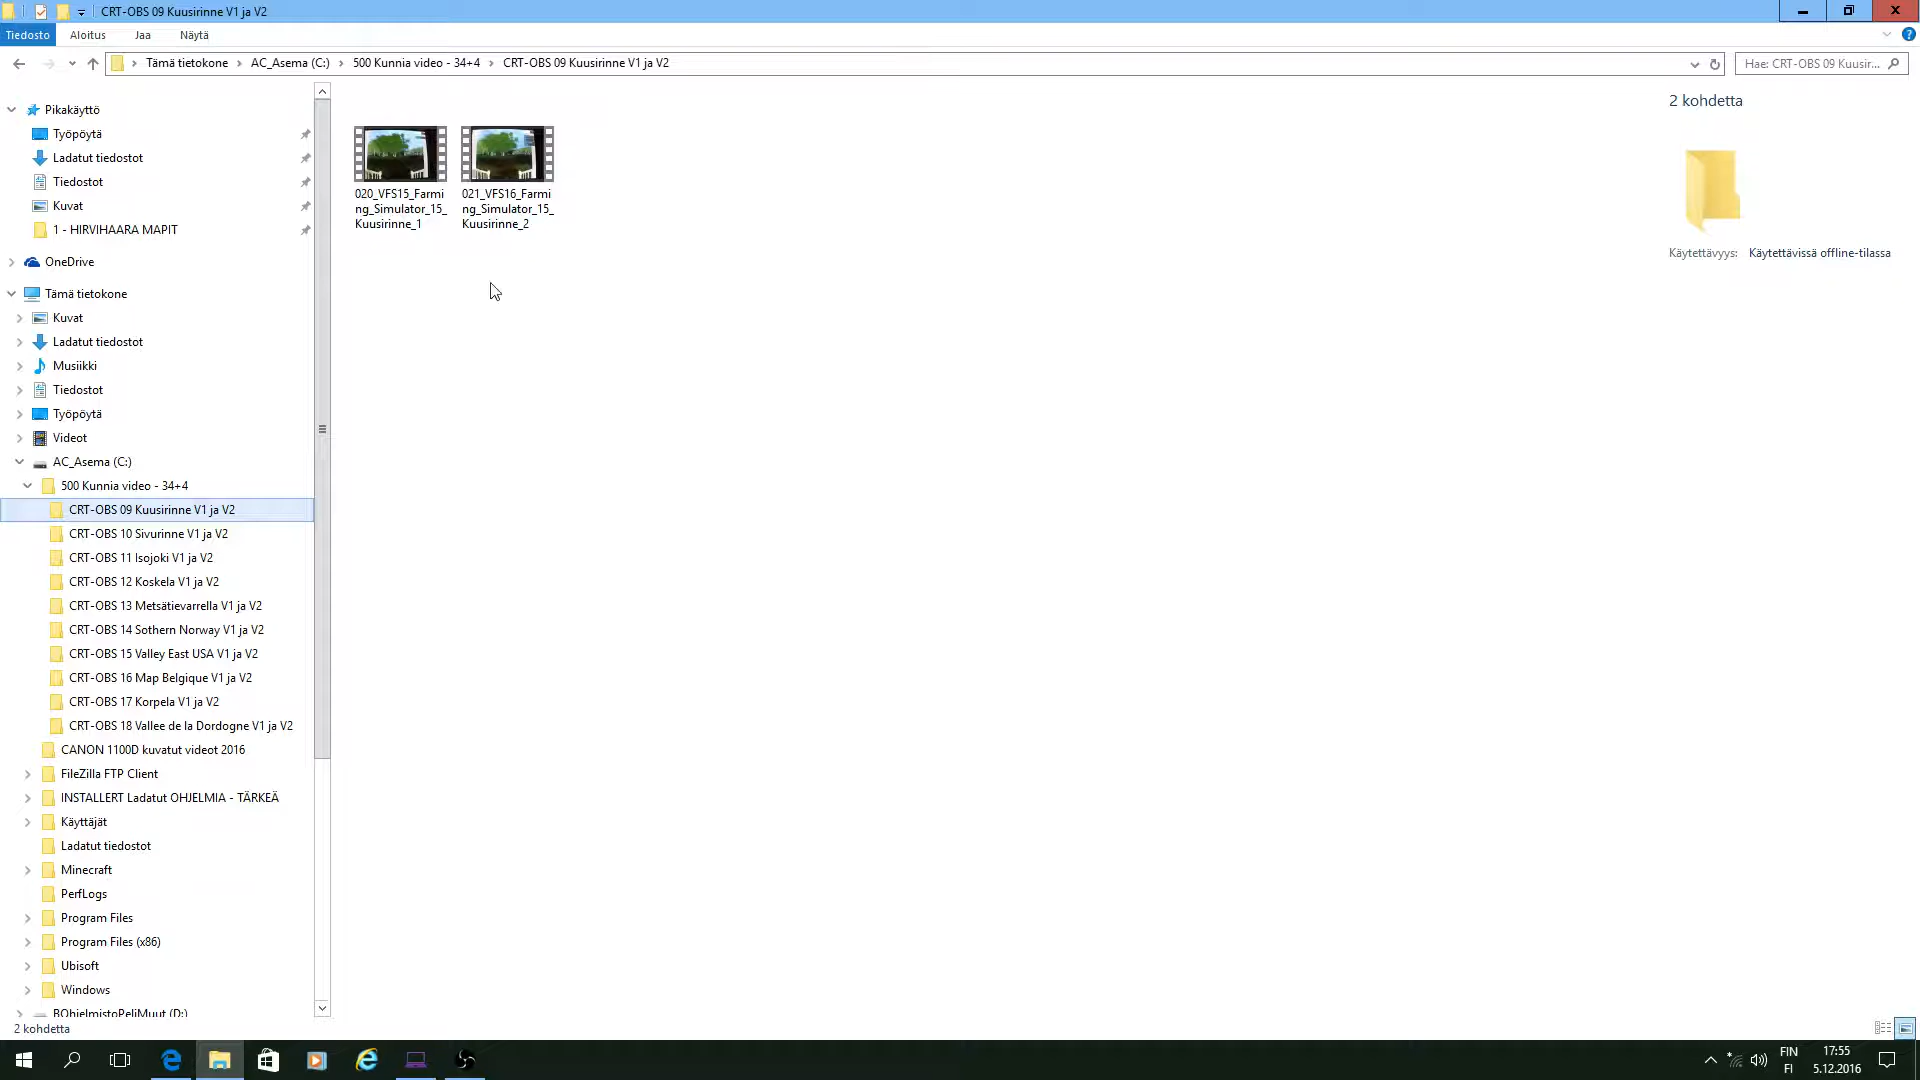 CRT-OBS 09 Kuusirinne V1 ja V2
Tiedosto Aloitus Jaa Näytä
Tämä tietokone AC_Asema (C:) 500 Kunnia video - 34+4 CRT-OBS 09 Kuusirinne V1 ja V2
Hae: CRT-OBS 09 Kuusir...
Pikakäyttö
Työpöytä
Ladatut tiedostot
Tiedostot
Kuvat
1 - HIRVIHAARA MAPIT
OneDrive
Tämä tietokone
Kuvat
Ladatut tiedostot
Musiikki
Tiedostot
Työpöytä
Videot
AC_Asema (C:)
500 Kunnia video - 34+4
CRT-OBS 09 Kuusirinne V1 ja V2
CRT-OBS 10 Sivurinne V1 ja V2
CRT-OBS 11 Isojoki V1 ja V2
CRT-OBS 12 Koskela V1 ja V2
CRT-OBS 13 Metsätievarrella V1 ja V2
CRT-OBS 14 Sothern Norway V1 ja V2
CRT-OBS 15 Valley East USA V1 ja V2
CRT-OBS 16 Map Belgique V1 ja V2
CRT-OBS 17 Korpela V1 ja V2
CRT-OBS 18 Vallee de la Dordogne V1 ja V2
CANON 1100D kuvatut videot 2016
FileZilla FTP Client
INSTALLERT Ladatut OHJELMIA - TÄRKEÄ
Käyttäjät
Ladatut tiedostot
Minecraft
PerfLogs
Program Files
Program Files (x86)
Ubisoft
Windows
BOhjelmistoPeliMuut (D:)
020_VFS15_Farmi
ng_Simulator_15_
Kuusirinne_1
021_VFS16_Farmi
ng_Simulator_15_
Kuusirinne_2
2 kohdetta
Käytettävyys: Käytettävissä offline-tilassa
2 kohdetta
FIN
FI
17:55
5.12.2016